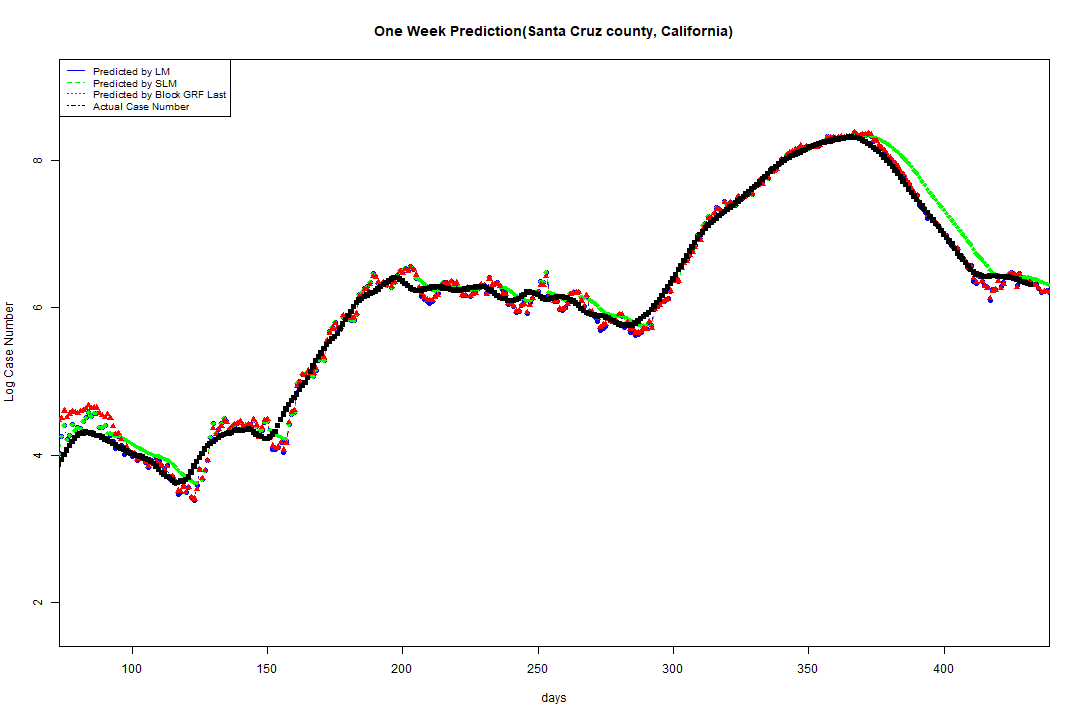 One Week Prediction(Santa Cruz county, California)
Predicted by LM
Predicted by SLM
Predicted by Block GRF Last
Actual Case Number
8
6
4
2
Log Case Number
100 150 200 250 300 350 400
days